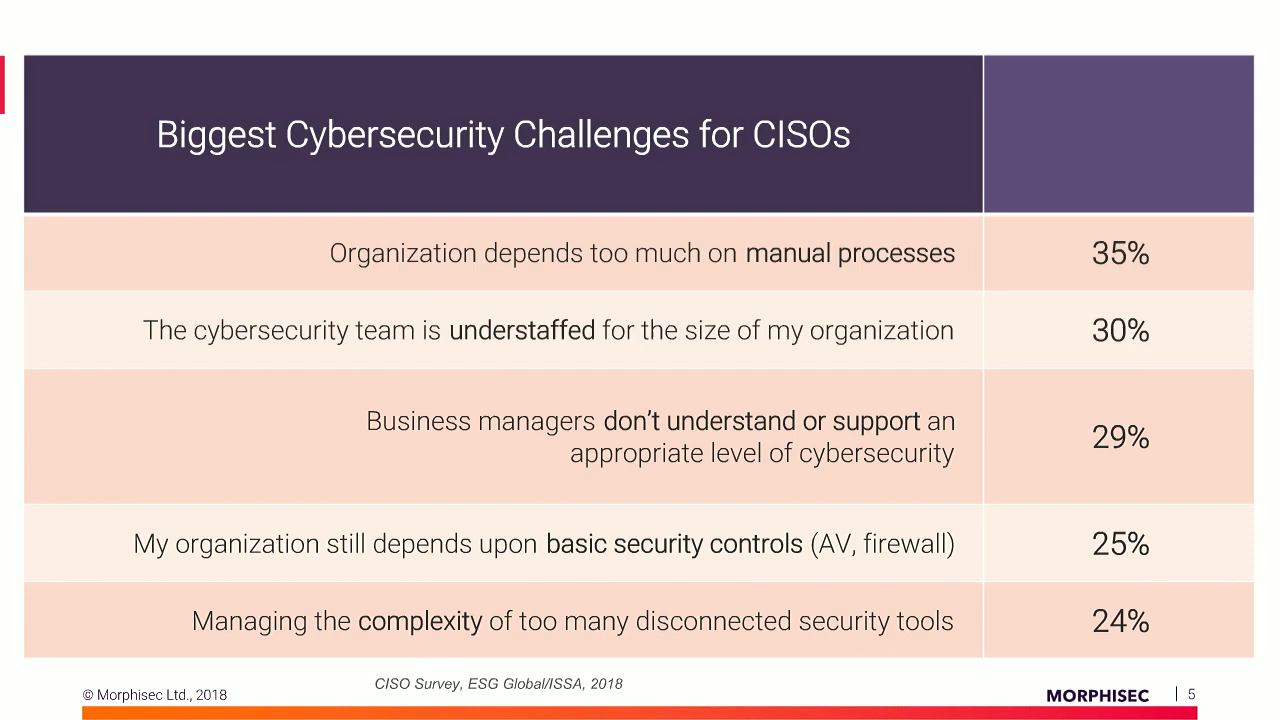 Biggest Cybersecurity Challenges for CISOs
Organization depends too much on manual processes 35%
The cybersecurity team is understaffed for the size of my organization 30%
Business managers don’t understand or support an
appropriate level of cybersecurity 29%
My organization still depends upon basic security controls (AV, firewall) 25%
Managing the complexity of too many disconnected security tools 24%
CISO Survey, ESG Global/ISSA, 2018
© Morphisec Ltd., 2018
MORPHISEC | 5